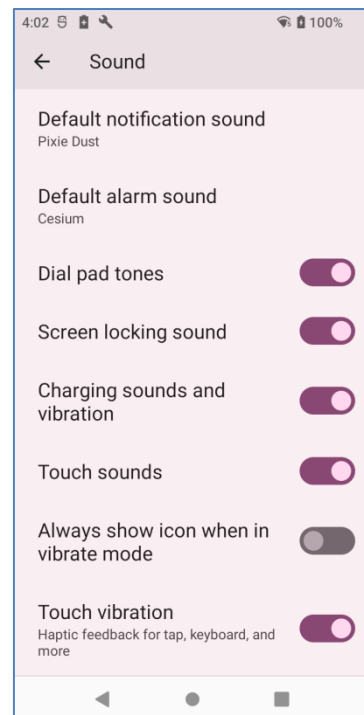 4:02 100%
Sound
Default notification sound
Pixie Dust
Default alarm sound
Cesium
Dial pad tones
Screen locking sound
Charging sounds and
vibration
Touch sounds
Always show icon when in
vibrate mode
Touch vibration
Haptic feedback for tap, keyboard, and
more